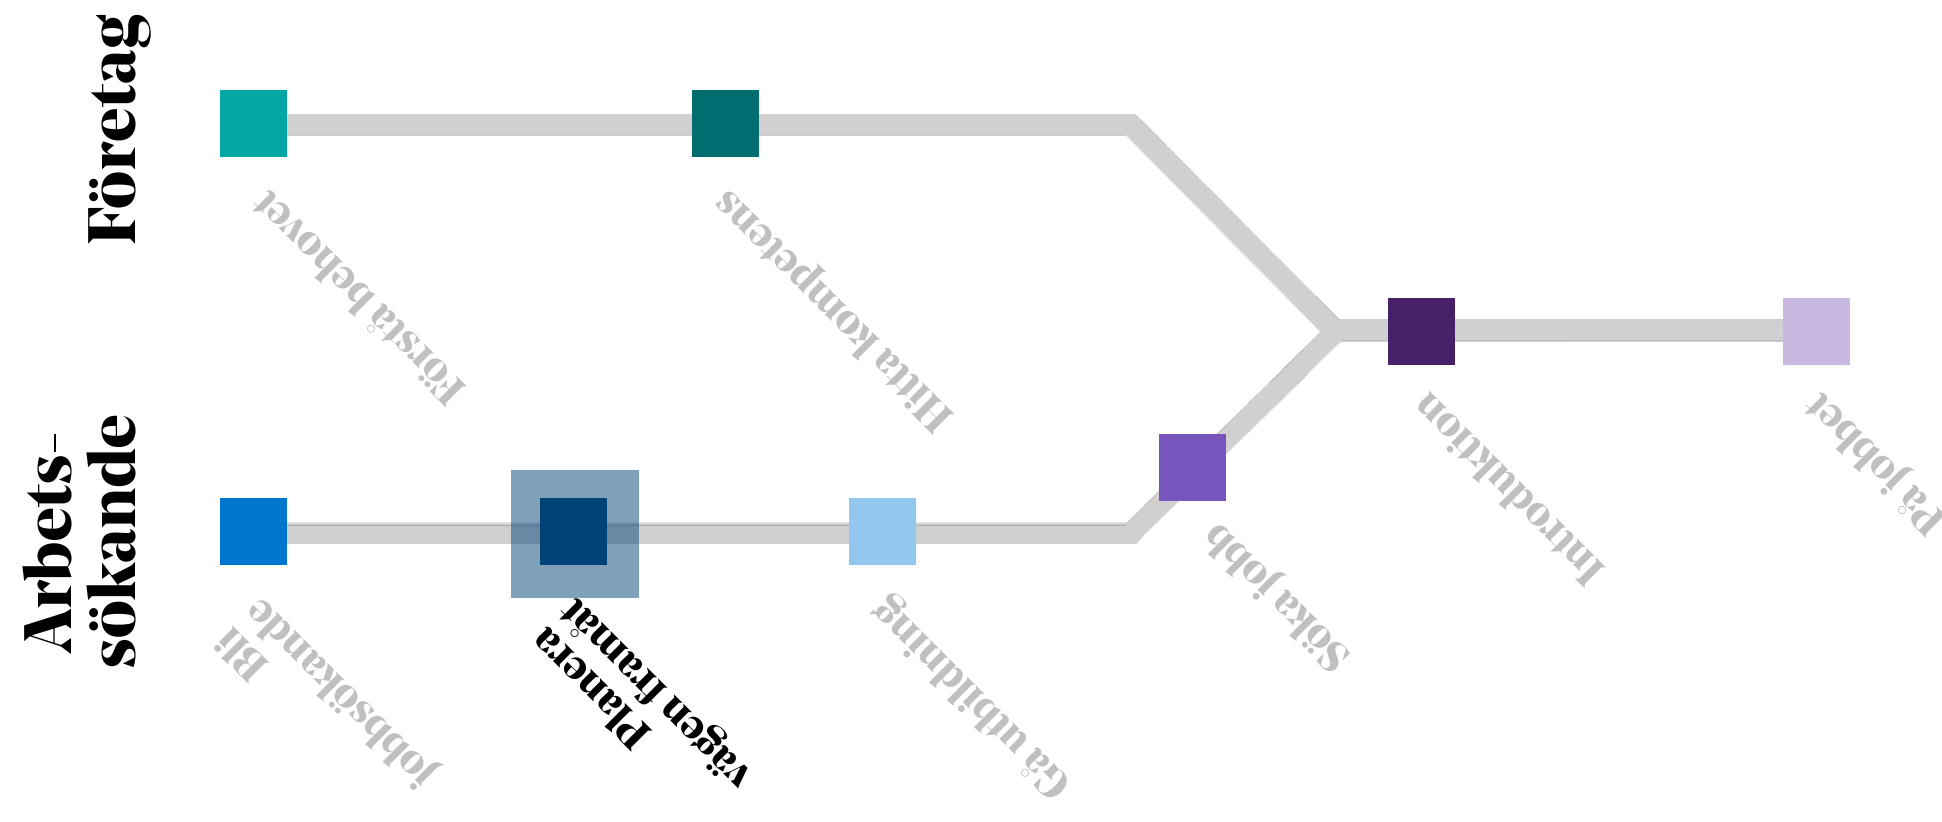 Företag
Förstå behovet
Hitta kompetens
Introduktion
På jobbet
Arbets-
sökande
Bli
jobbsökande
Planera
vägen framåt
Gå utbildning
Söka jobb